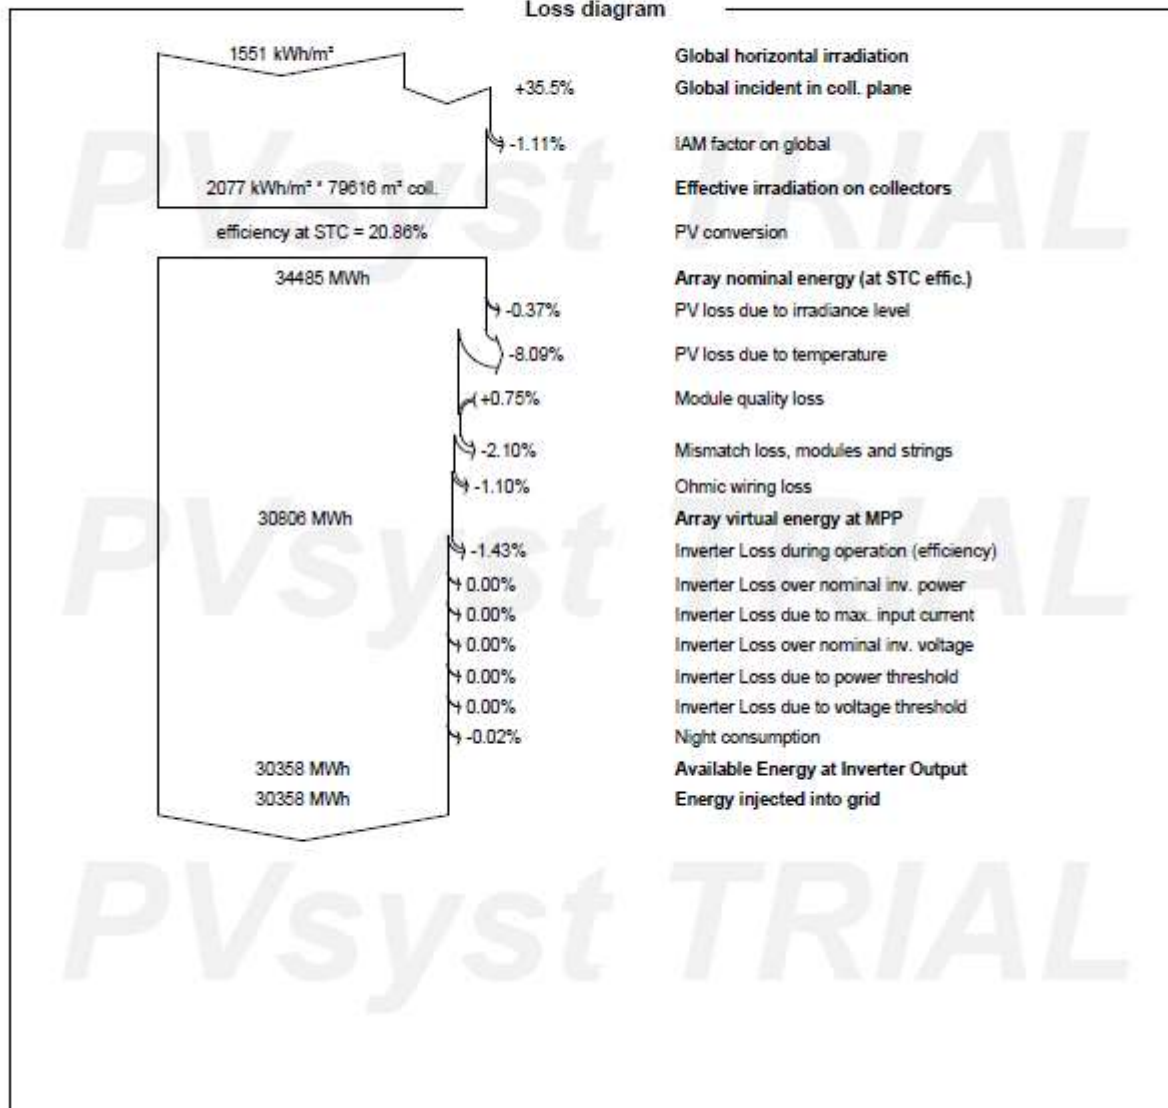 Loss diagram
1551 kWh/m² Global horizontal irradiation
+35.5% Global incident in coll. plane
-1.11% IAM factor on global
2077 kWh/m² * 79616 m² coll. Effective irradiation on collectors
efficiency at STC = 20.86% PV conversion
34485 MWh Array nominal energy (at STC effic.)
-0.37% PV loss due to irradiance level
-8.09% PV loss due to temperature
+0.75% Module quality loss
-2.10% Mismatch loss, modules and strings
-1.10% Ohmic wiring loss
30806 MWh Array virtual energy at MPP
-1.43% Inverter Loss during operation (efficiency)
0.00% Inverter Loss over nominal inv. power
0.00% Inverter Loss due to max. input current
0.00% Inverter Loss over nominal inv. voltage
0.00% Inverter Loss due to power threshold
0.00% Inverter Loss due to voltage threshold
-0.02% Night consumption
30358 MWh Available Energy at Inverter Output
30358 MWh Energy injected into grid
PVsyst TRIAL
PVsyst TRIAL
PVsyst TRIAL